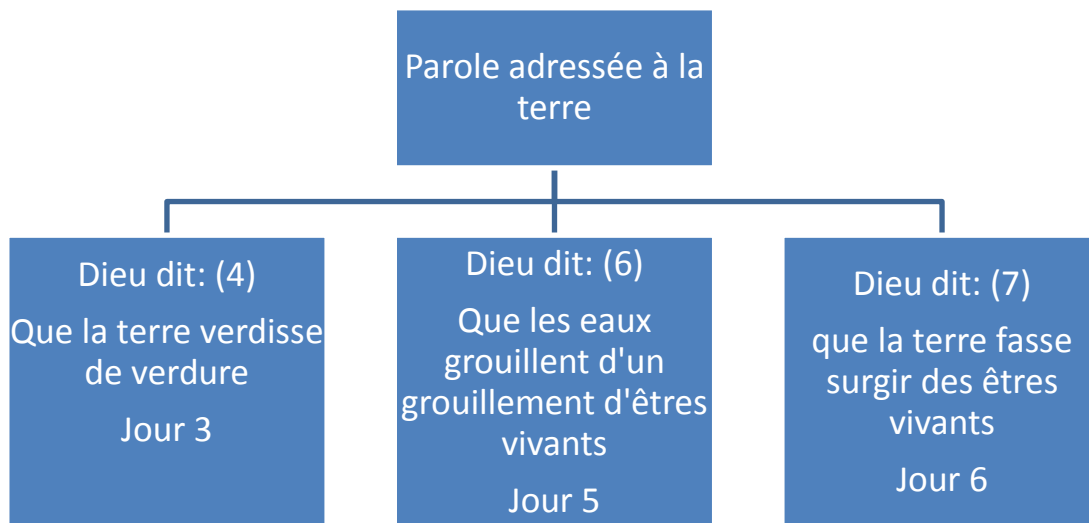 Parole adressée à la
terre
Dieu dit: (4)
Que la terre verdisse
de verdure
Jour 3
Dieu dit: (6)
Que les eaux
grouillent d'un
grouillement d'êtres
vivants
Jour 5
Dieu dit: (7)
que la terre fasse
surgir des êtres
vivants
Jour 6